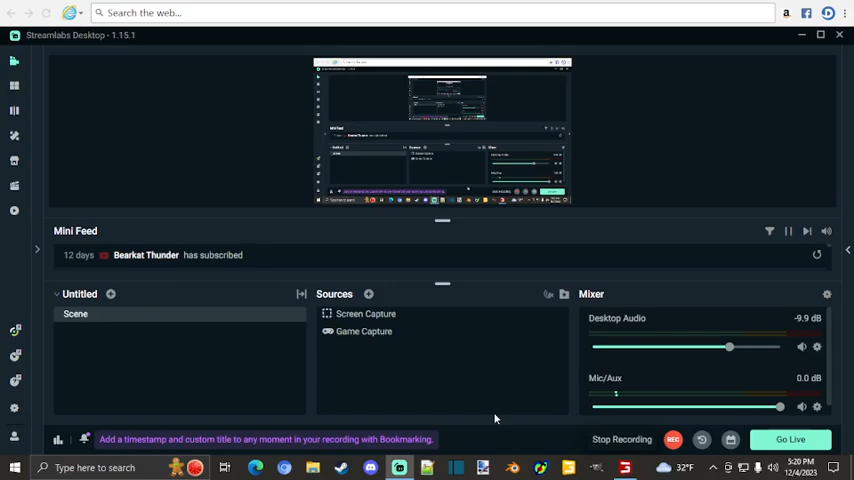 Search the web...
Streamlabs Desktop - 1.15.1
Mini Feed
12 days Bearkat Thunder has subscribed
Untitled
Scene
Sources
Screen Capture
Game Capture
Mixer
Desktop Audio -9.9 dB
Mic/Aux 0.0 dB
Add a timestamp and custom title to any moment in your recording with Bookmarking.
Stop Recording REC Go Live
Type here to search
32°F
5:20 PM
12/4/2023